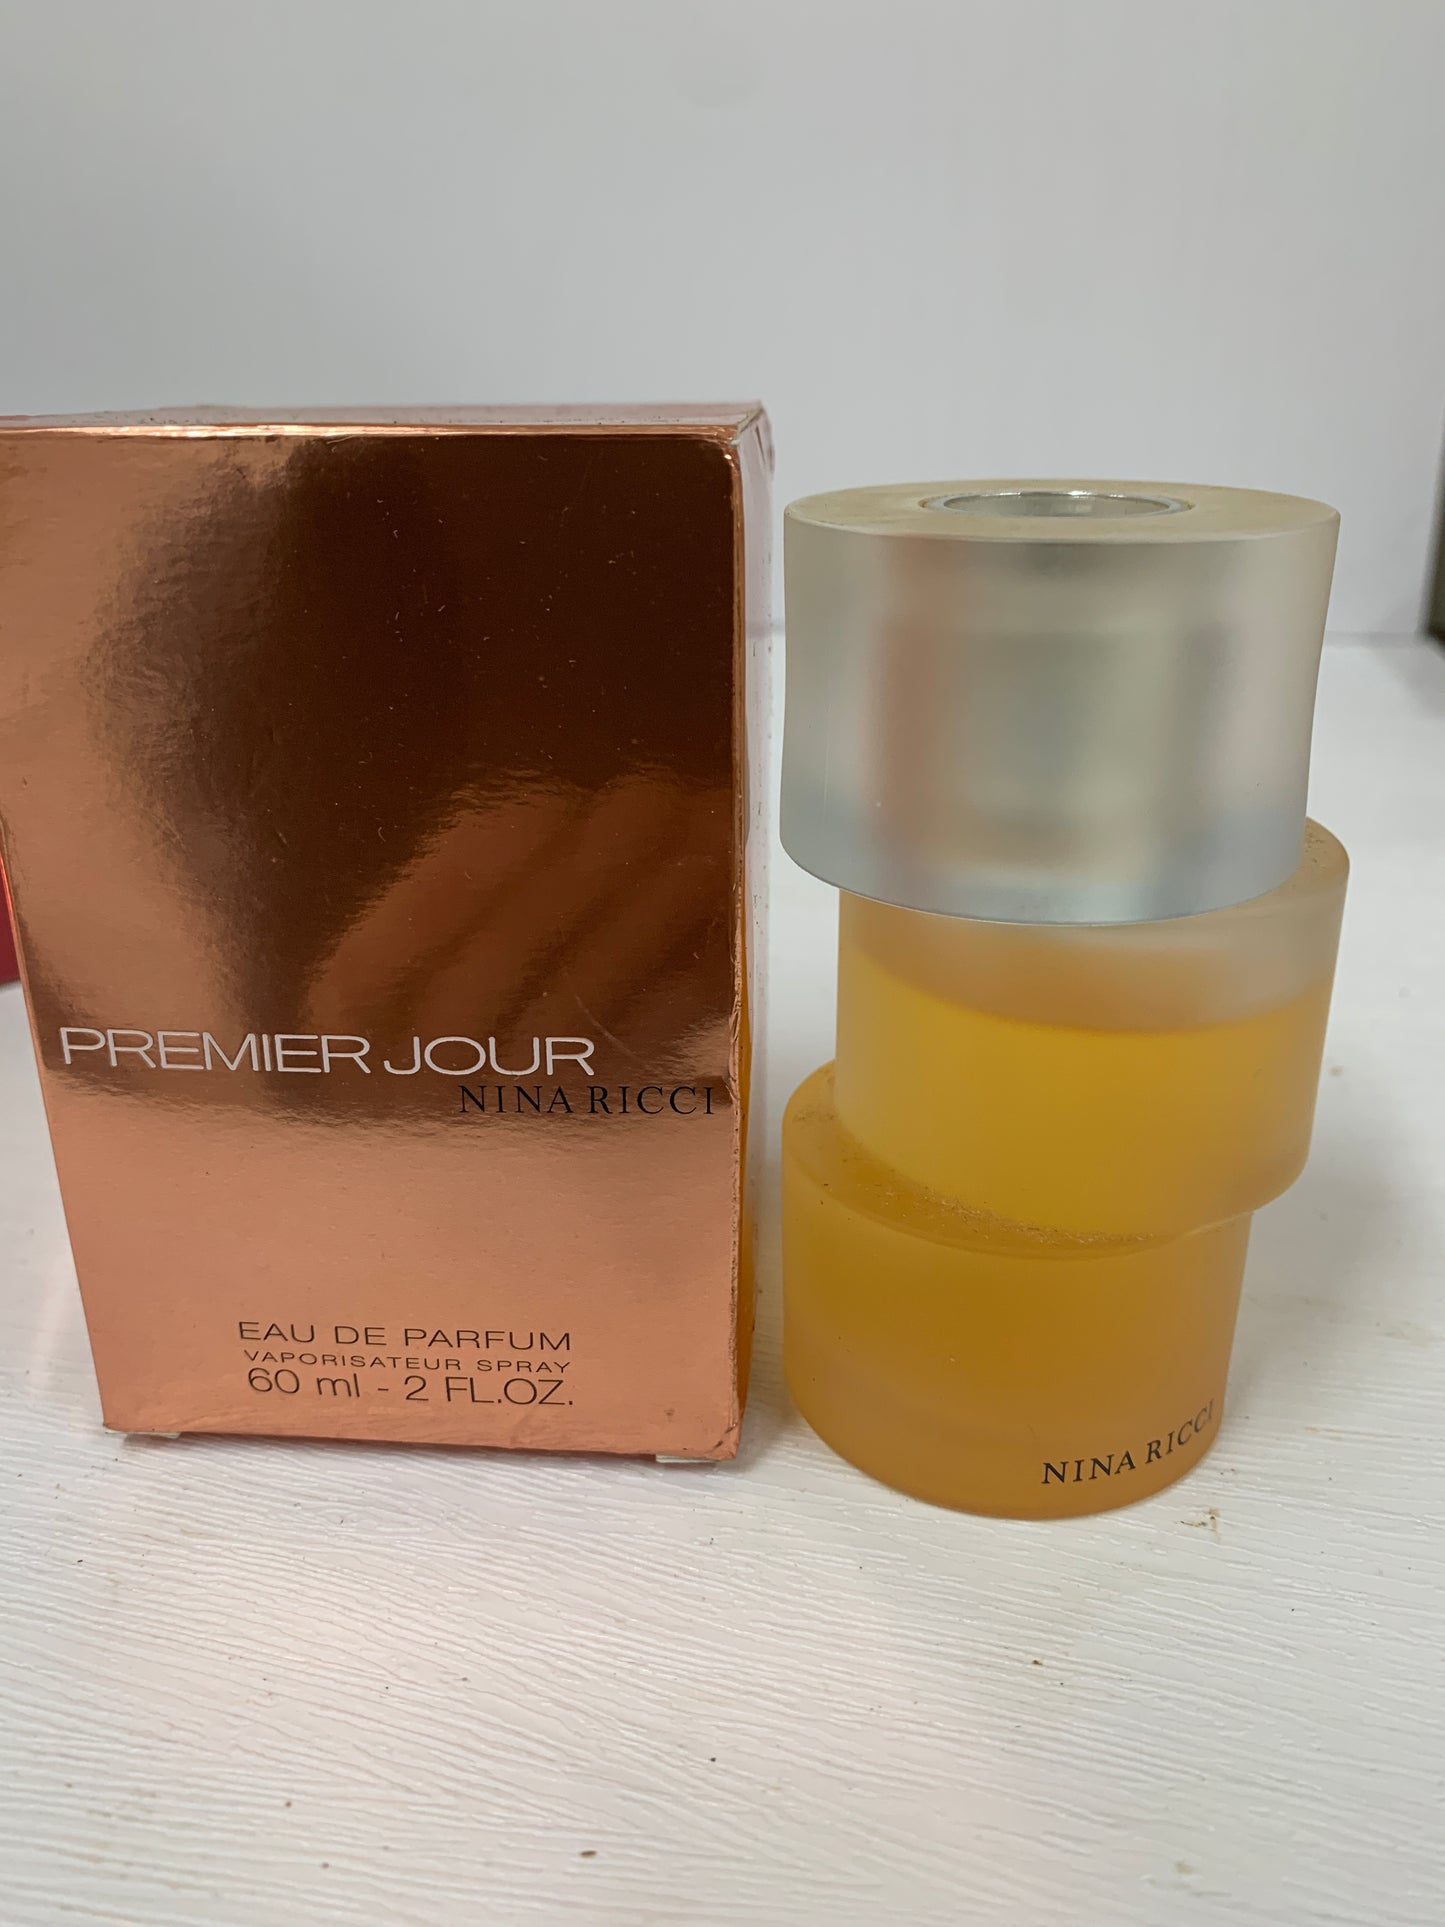 PREMIER JOUR
NINA RICCI
EAU DE PARFUM
VAPORISATEUR SPRAY
60 ml - 2 FL.OZ.
NINA RICCI